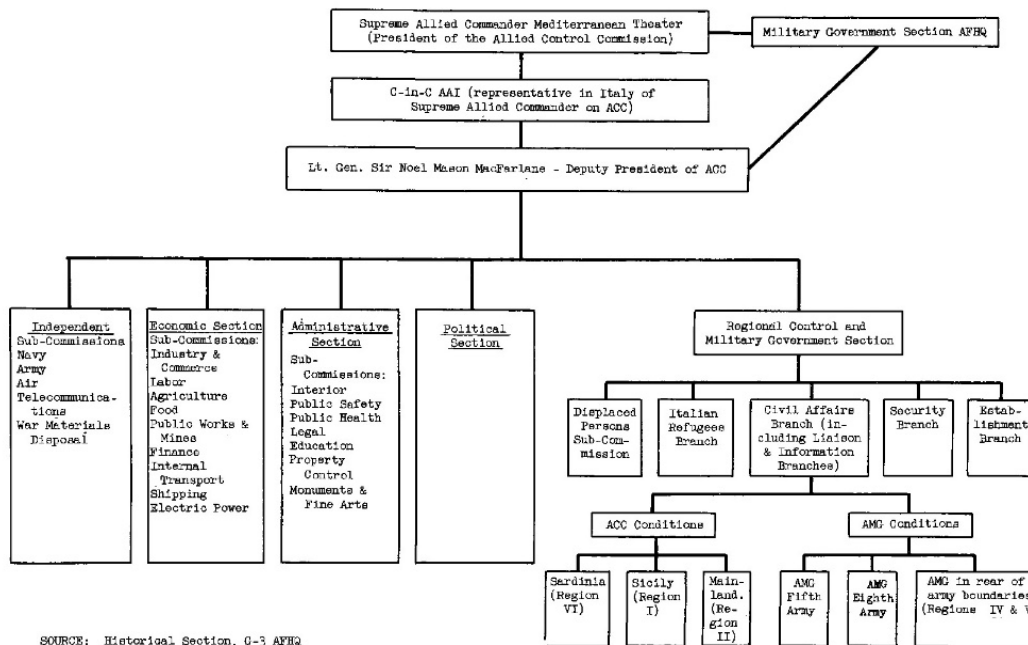 Supreme Allied Commander Mediterranean Theater
(President of the Allied Control Commission)
Military Government Section AFHQ
C-in-C AAI (representative in Italy of
Supreme Allied Commander on ACC)
Lt. Gen. Sir Noel Mason MacFarlane - Deputy President of ACC
Independent
Sub-Commissions
Navy
Army
Air
Telecommunica-
tions
War Materials
Disposal
Economic Section
Sub-Commissions:
Industry &
Commerce
Labor
Agriculture
Food
Public Works &
Mines
Finance
Internal
Transport
Shipping
Electric Power
Administrative
Section
Sub-
Commissions:
Interior
Public Safety
Public Health
Legal
Education
Property
Control
Monuments &
Fine Arts
Political
Section
Regional Control and
Military Government Section
Displaced
Persons
Sub-Com-
mission
Italian
Refugees
Branch
Civil Affairs
Branch (in-
cluding Liaison
& Information
Branches)
Security
Branch
Estab-
lishment
Branch
ACC Conditions
AMG Conditions
Sardinia
(Region
VI)
Sicily
(Region
I)
Main-
land.
(Re-
gion
II)
AMG
Fifth
Army
AMG
Eighth
Army
AMG in rear of
army boundaries
(Regions IV &
SOURCE: Historical Section, G-3 AFHQ